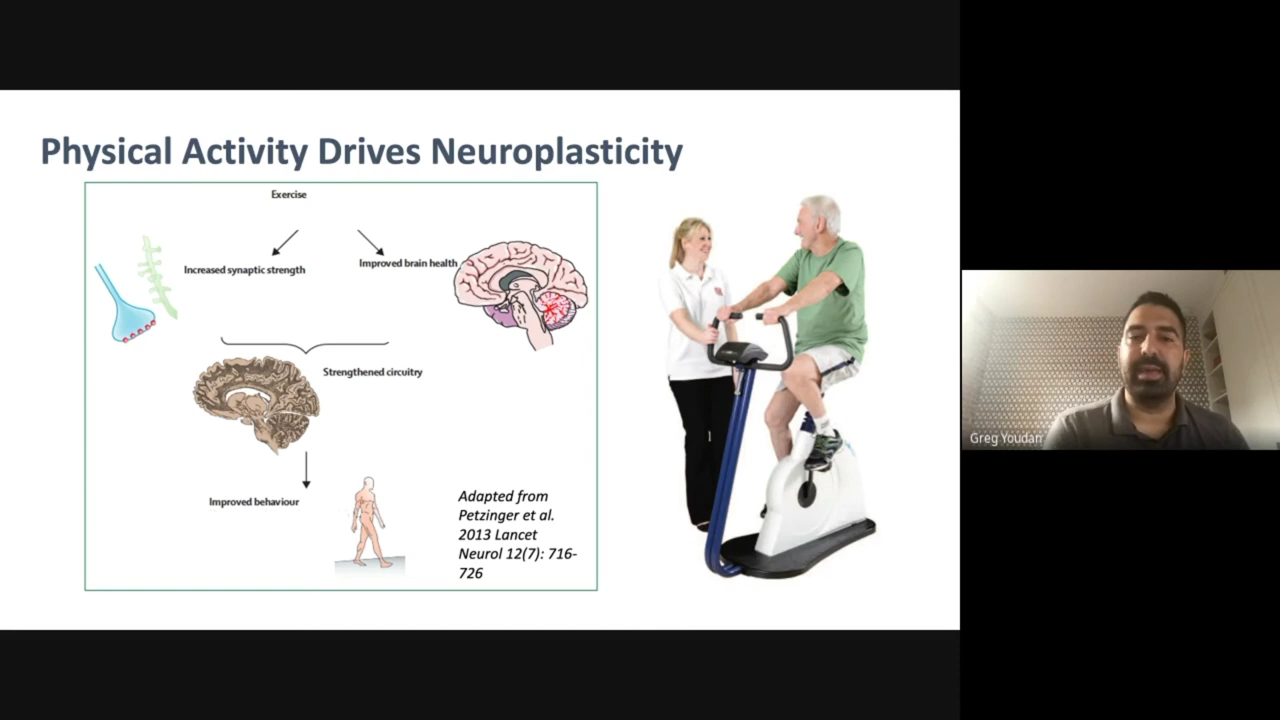 Physical Activity Drives Neuroplasticity
Exercise
Increased synaptic strength
Improved brain health
Strengthened circuitry
Improved behaviour
Adapted from
Petzinger et al.
2013 Lancet
Neurol 12(7): 716-
726
Greg Youdan